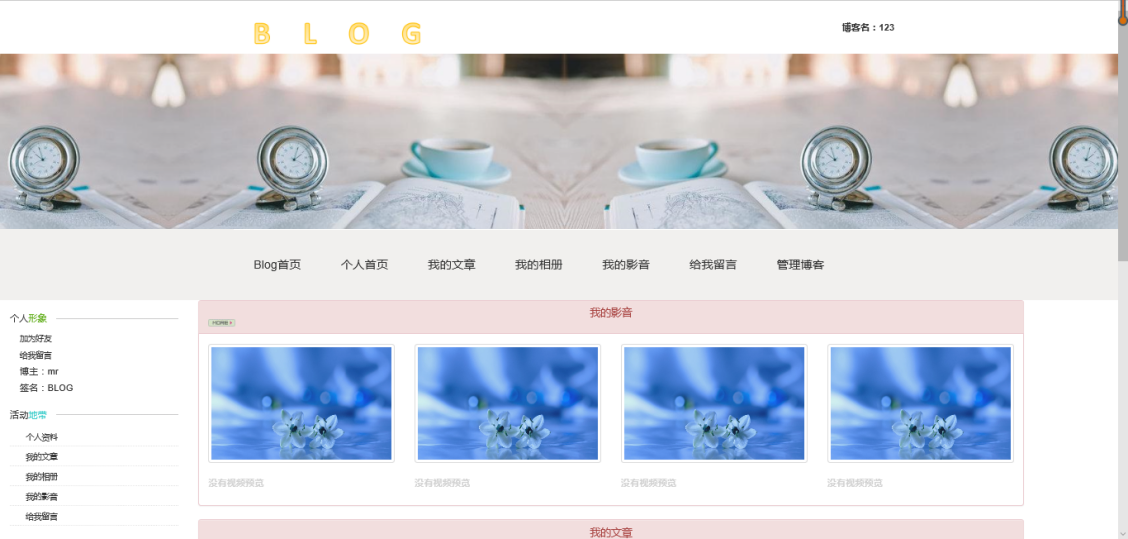 B L O G
博客名：123
Blog首页 个人首页 我的文章 我的相册 我的影音 给我留言 管理博客
个人形象
加为好友
给我留言
博主：mr
签名：BLOG
活动地带
个人资料
我的文章
我的相册
我的影音
给我留言
我的影音
MORE
没有视频预览 没有视频预览 没有视频预览 没有视频预览
我的文章